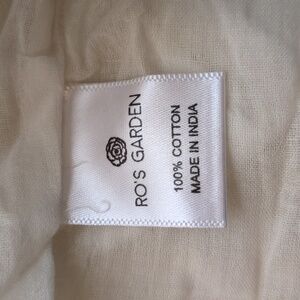 RO'S GARDEN
100% COTTON
MADE IN INDIA